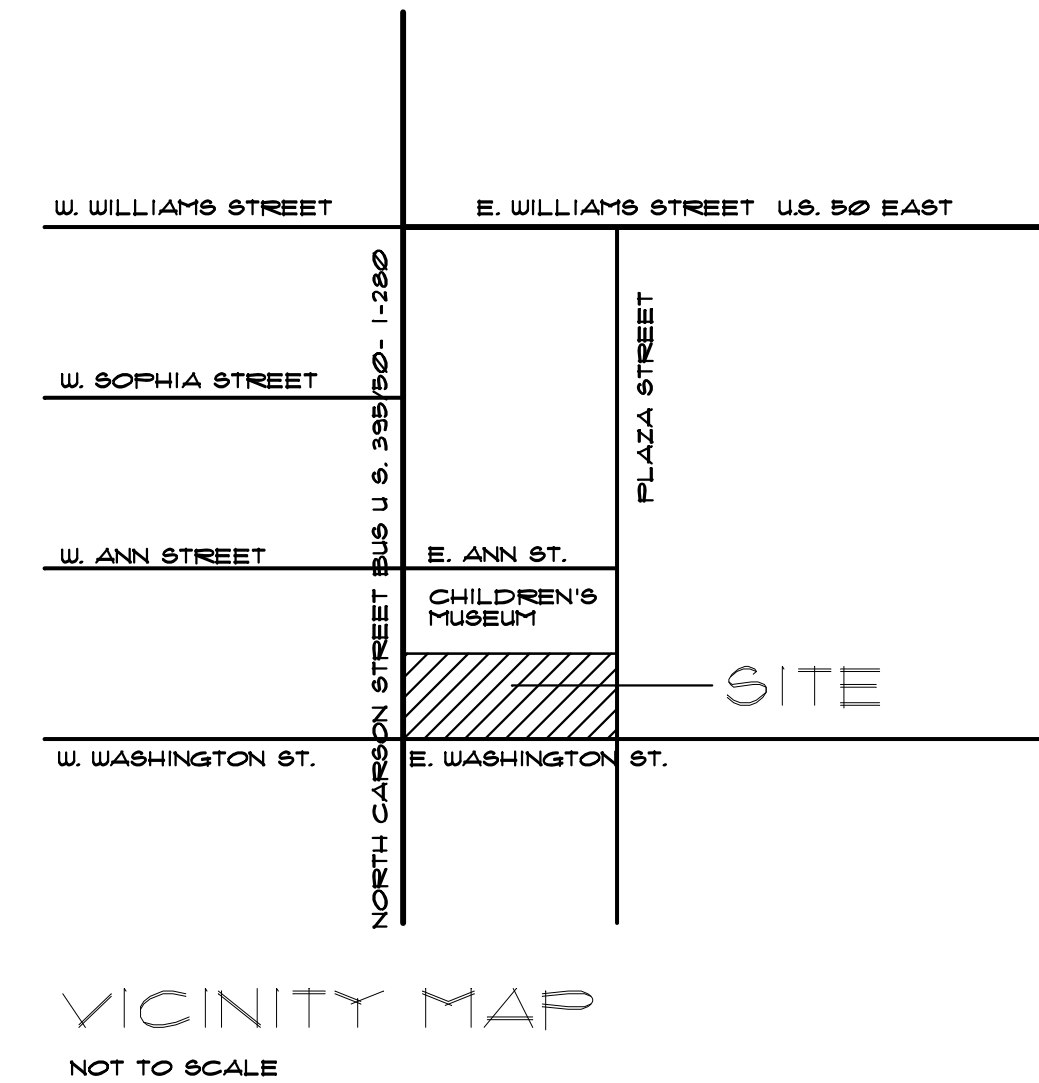 W. WILLIAMS STREET
E. WILLIAMS STREET U.S. 50 EAST
NORTH CARSON STREET BUS U S. 395/50- I-280
PLAZA STREET
W. SOPHIA STREET
W. ANN STREET
E. ANN ST.
CHILDREN'S
MUSEUM
SITE
W. WASHINGTON ST.
E. WASHINGTON ST.
VICINITY MAP
NOT TO SCALE